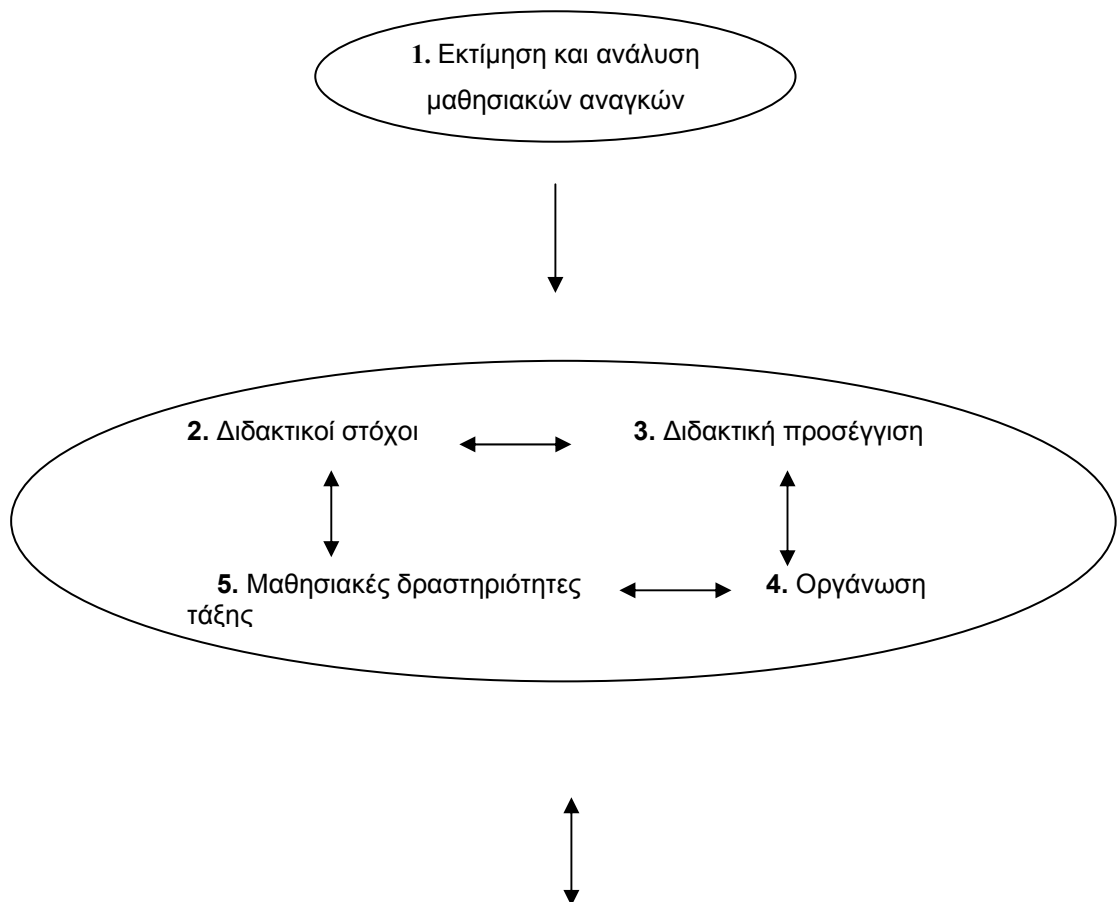 1. Εκτίμηση και ανάλυση
μαθησιακών αναγκών
2. Διδακτικοί στόχοι
3. Διδακτική προσέγγιση
5. Μαθησιακές δραστηριότητες
4. Οργάνωση
τάξης